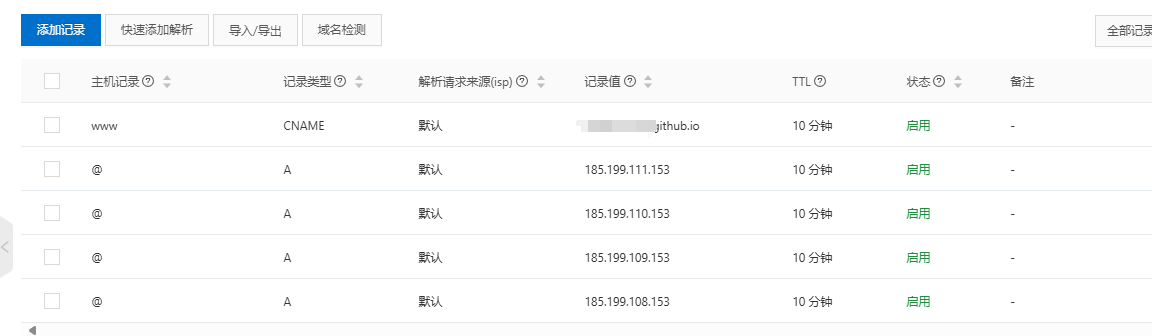 添加记录 快速添加解析 导入/导出 域名检测 全部记录
主机记录 记录类型 解析请求来源(isp) 记录值 TTL 状态 备注
www CNAME 默认 github.io 10 分钟 启用 -
@ A 默认 185.199.111.153 10 分钟 启用 -
@ A 默认 185.199.110.153 10 分钟 启用 -
@ A 默认 185.199.109.153 10 分钟 启用 -
@ A 默认 185.199.108.153 10 分钟 启用 -